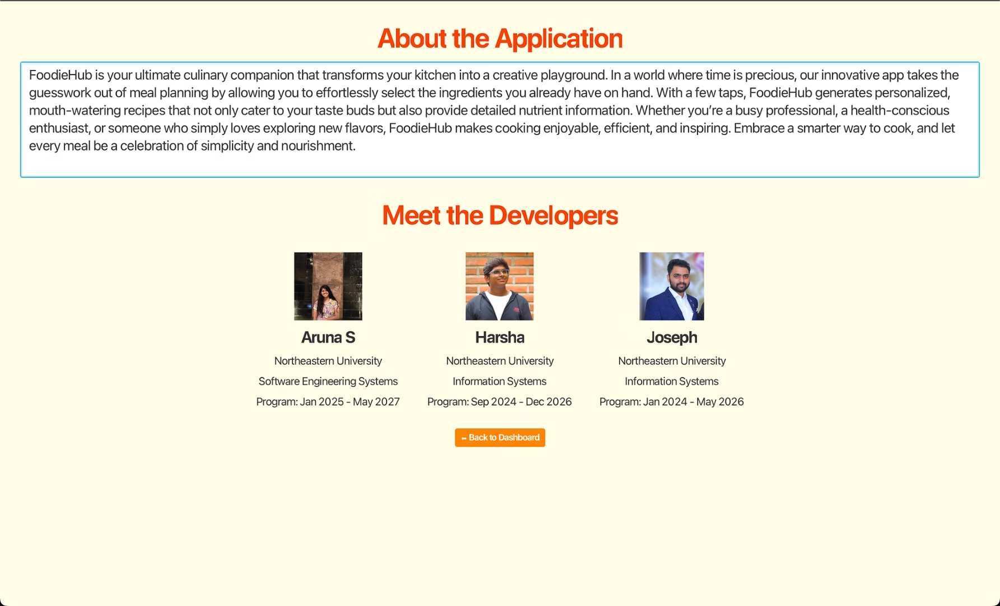 About the Application
FoodieHub is your ultimate culinary companion that transforms your kitchen into a creative playground. In a world where time is precious, our innovative app takes the
guesswork out of meal planning by allowing you to effortlessly select the ingredients you already have on hand. With a few taps, FoodieHub generates personalized,
mouth-watering recipes that not only cater to your taste buds but also provide detailed nutrient information. Whether you’re a busy professional, a health-conscious
enthusiast, or someone who simply loves exploring new flavors, FoodieHub makes cooking enjoyable, efficient, and inspiring. Embrace a smarter way to cook, and let
every meal be a celebration of simplicity and nourishment.
Meet the Developers
Aruna S
Northeastern University
Software Engineering Systems
Program: Jan 2025 - May 2027
Harsha
Northeastern University
Information Systems
Program: Sep 2024 - Dec 2026
Joseph
Northeastern University
Information Systems
Program: Jan 2024 - May 2026
← Back to Dashboard